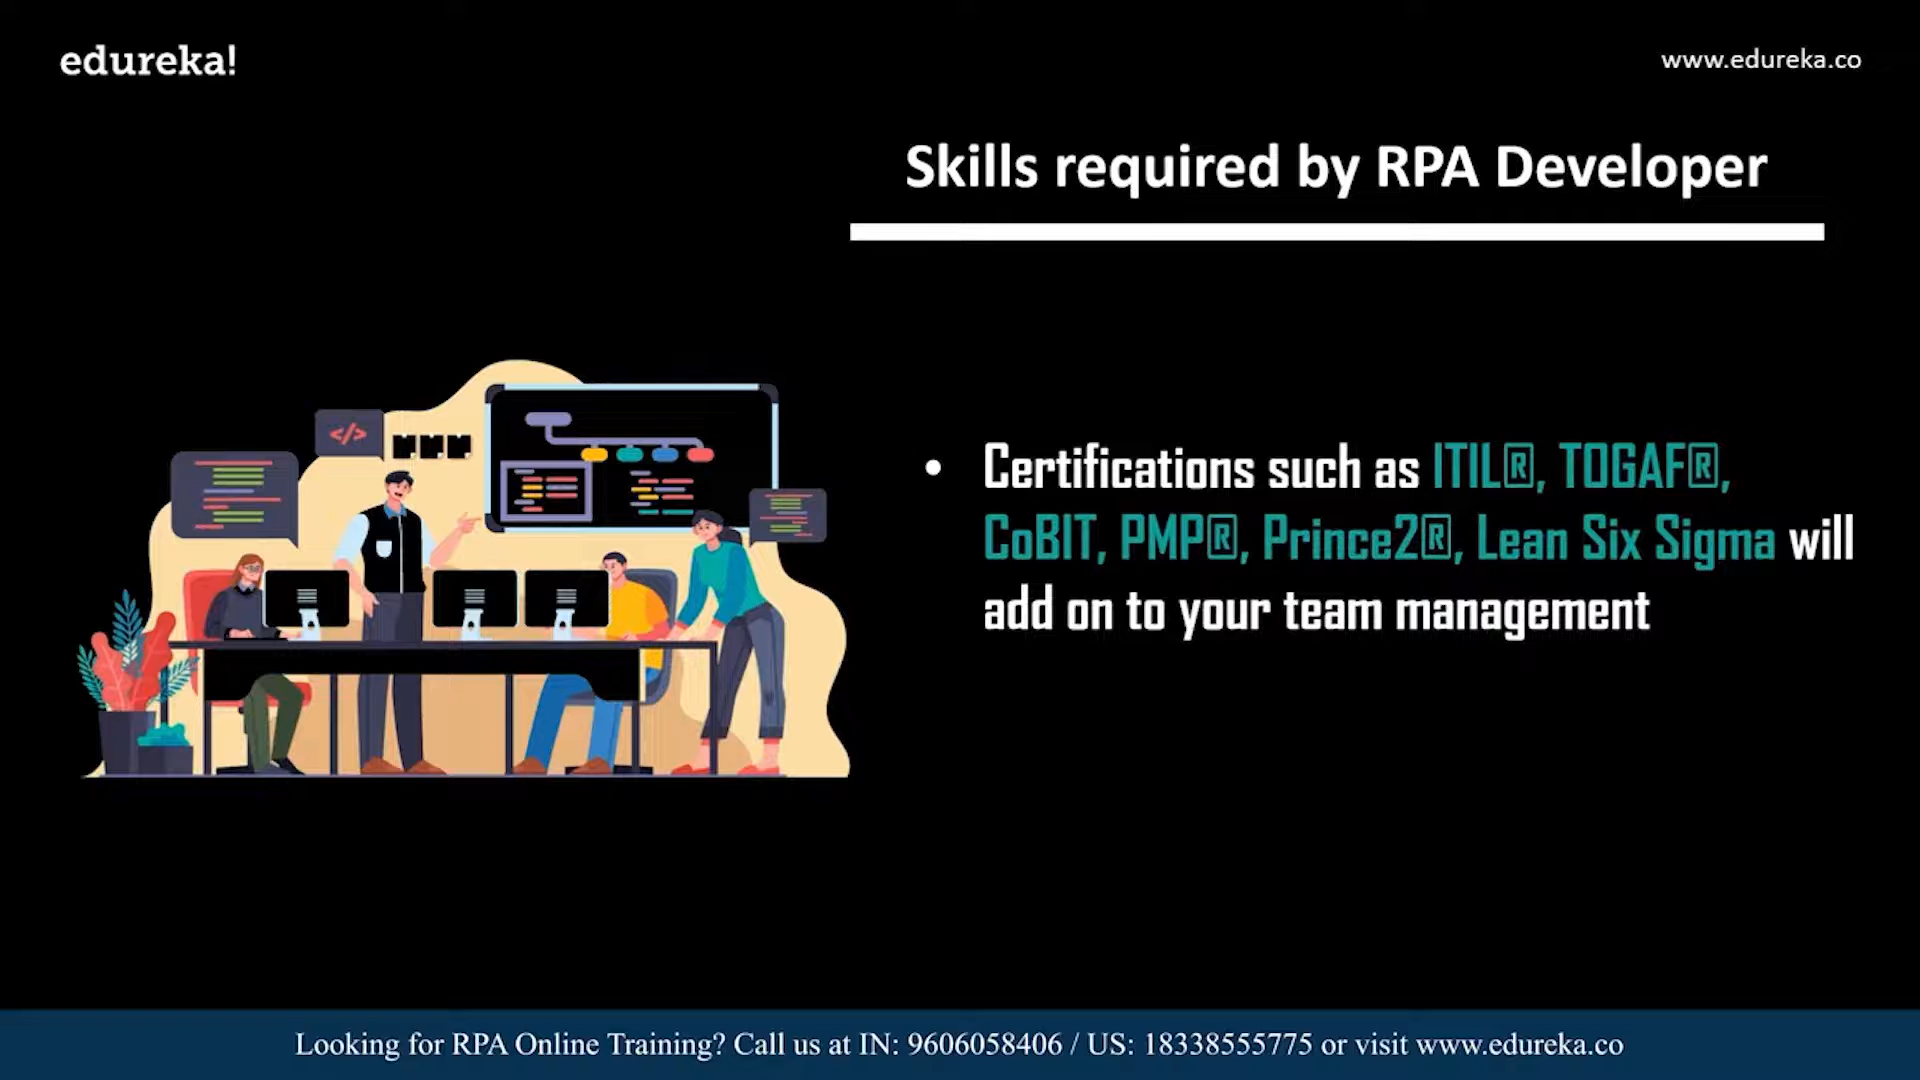 edureka!
www.edureka.co
Skills required by RPA Developer
</>
• Certifications such as ITIL®, TOGAF®,
CoBIT, PMP®, Prince2®, Lean Six Sigma will
add on to your team management
Looking for RPA Online Training? Call us at IN: 9606058406 / US: 18338555775 or visit www.edureka.co